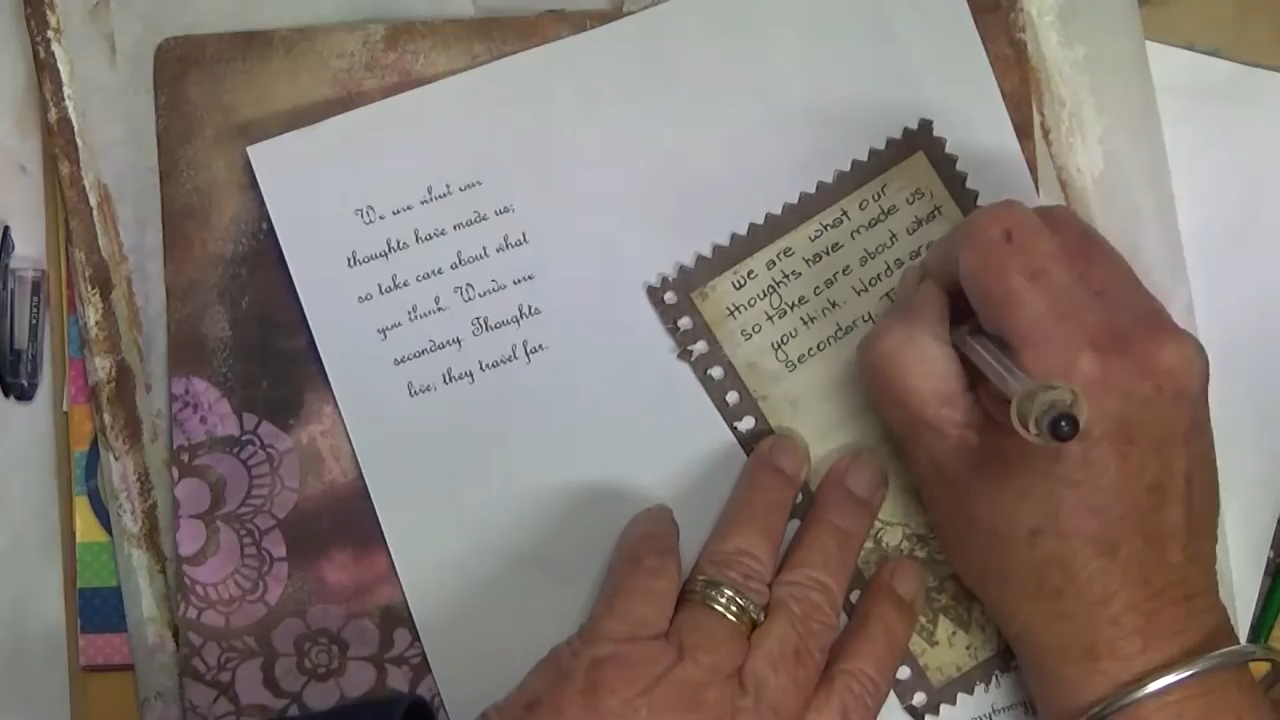 We are what our
thoughts have made us;
so take care about what
you think. Words are
secondary. Thoughts
live; they travel far.
we are what our
thoughts have made us,
so take care about what
you think. Words are
secondary. T
BLACK